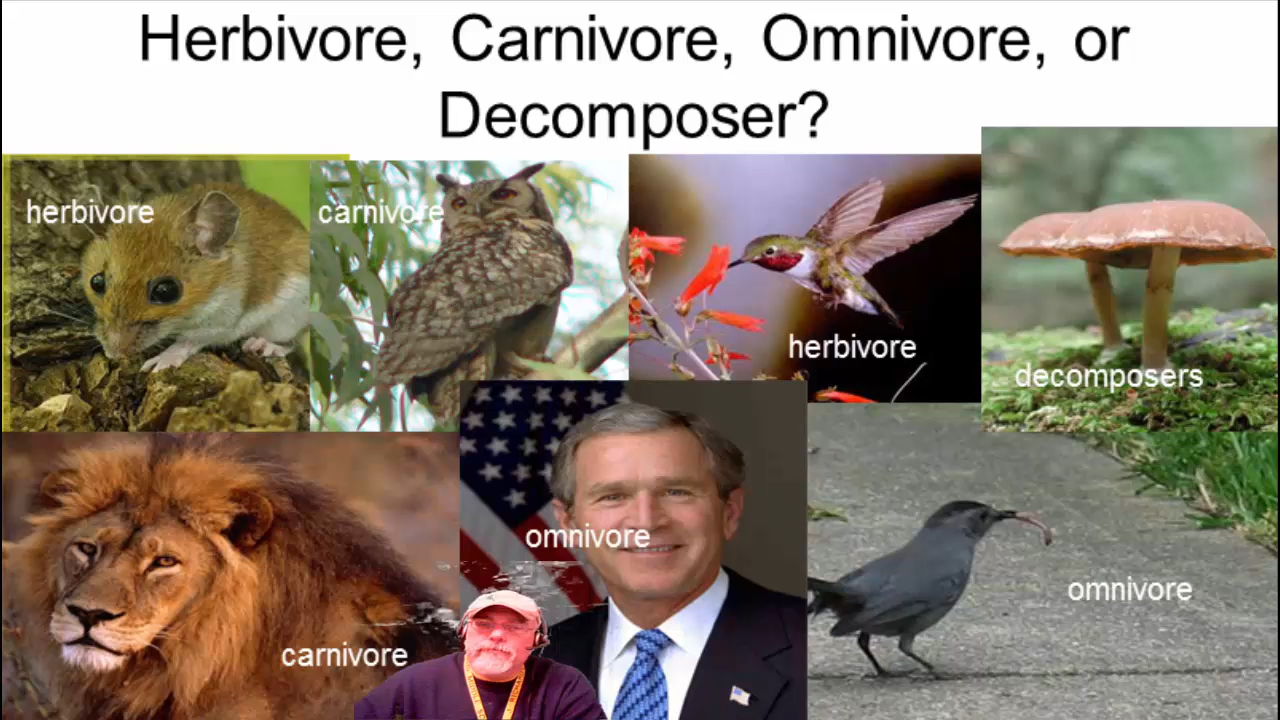 Herbivore, Carnivore, Omnivore, or
Decomposer?
herbivore
carnivore
herbivore
decomposers
omnivore
omnivore
carnivore